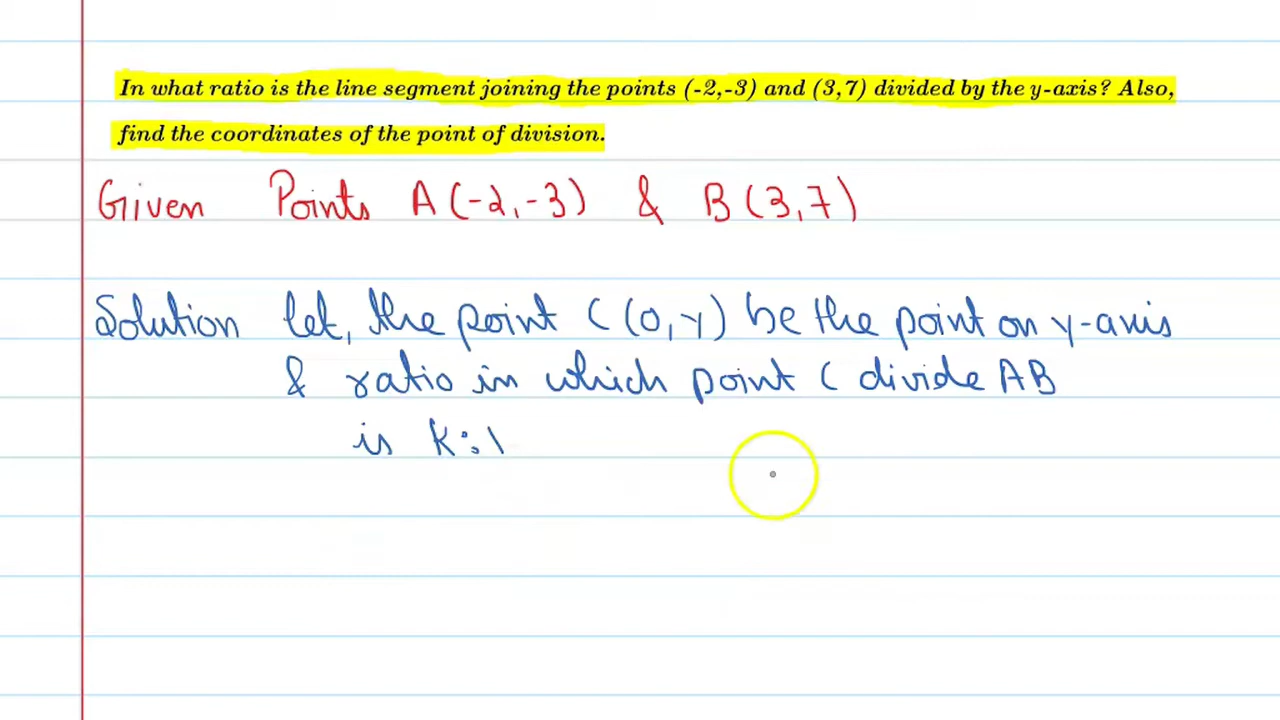 In what ratio is the line segment joining the points (-2,-3) and (3,7) divided by the y-axis? Also,
find the coordinates of the point of division.
Given Points A(-2,-3) & B(3,7)
Solution let, the point C(0,y) be the point on y-axis
& ratio in which point C divide AB
is K:1